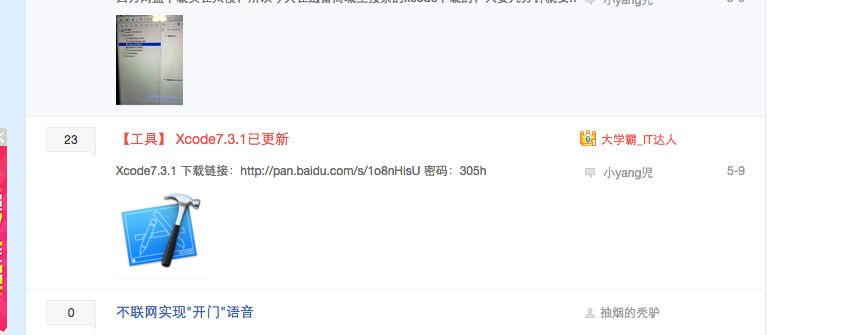 小yang児 5-9
23 【工具】 Xcode7.3.1已更新 大学霸_IT达人
Xcode7.3.1 下载链接：http://pan.baidu.com/s/1o8nHisU 密码：305h 小yang児 5-9
0 不联网实现"开门"语音 抽烟的秃驴